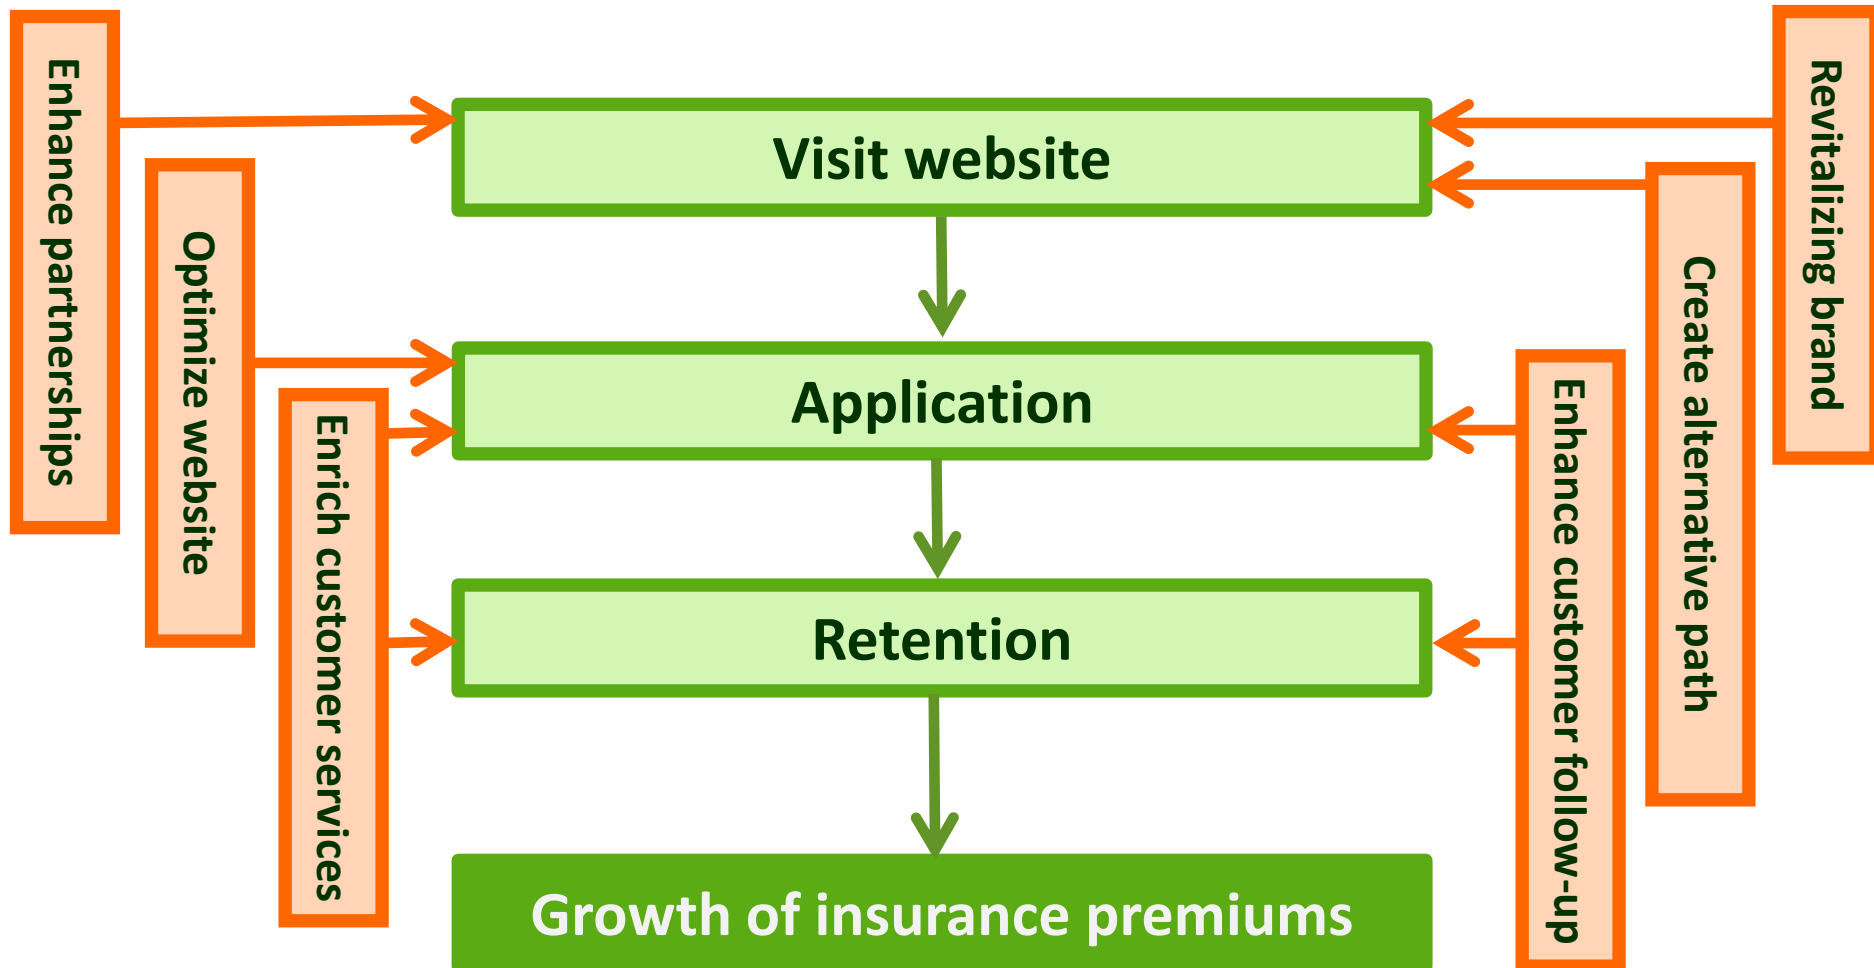 Enhance partnerships
Optimize website
Enrich customer services
Visit website
Application
Retention
Growth of insurance premiums
Enhance customer follow-up
Create alternative path
Revitalizing brand